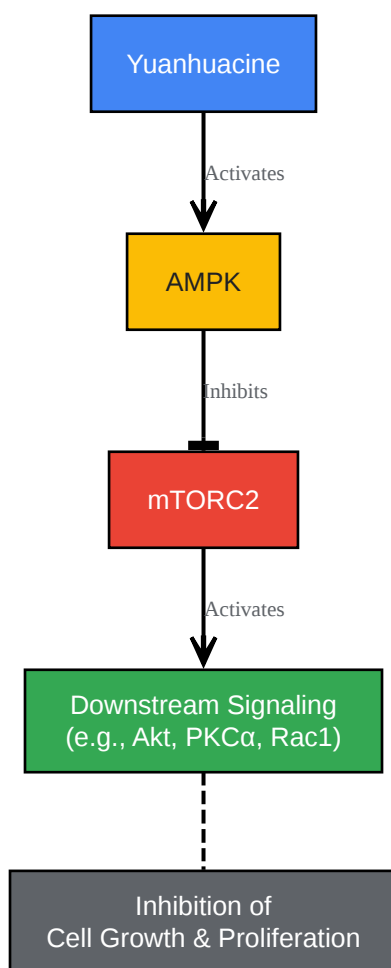 Yuanhuacine
Activates
AMPK
Inhibits
mTORC2
Activates
Downstream Signaling
(e.g., Akt, PKCα, Rac1)
Inhibition of
Cell Growth & Proliferation